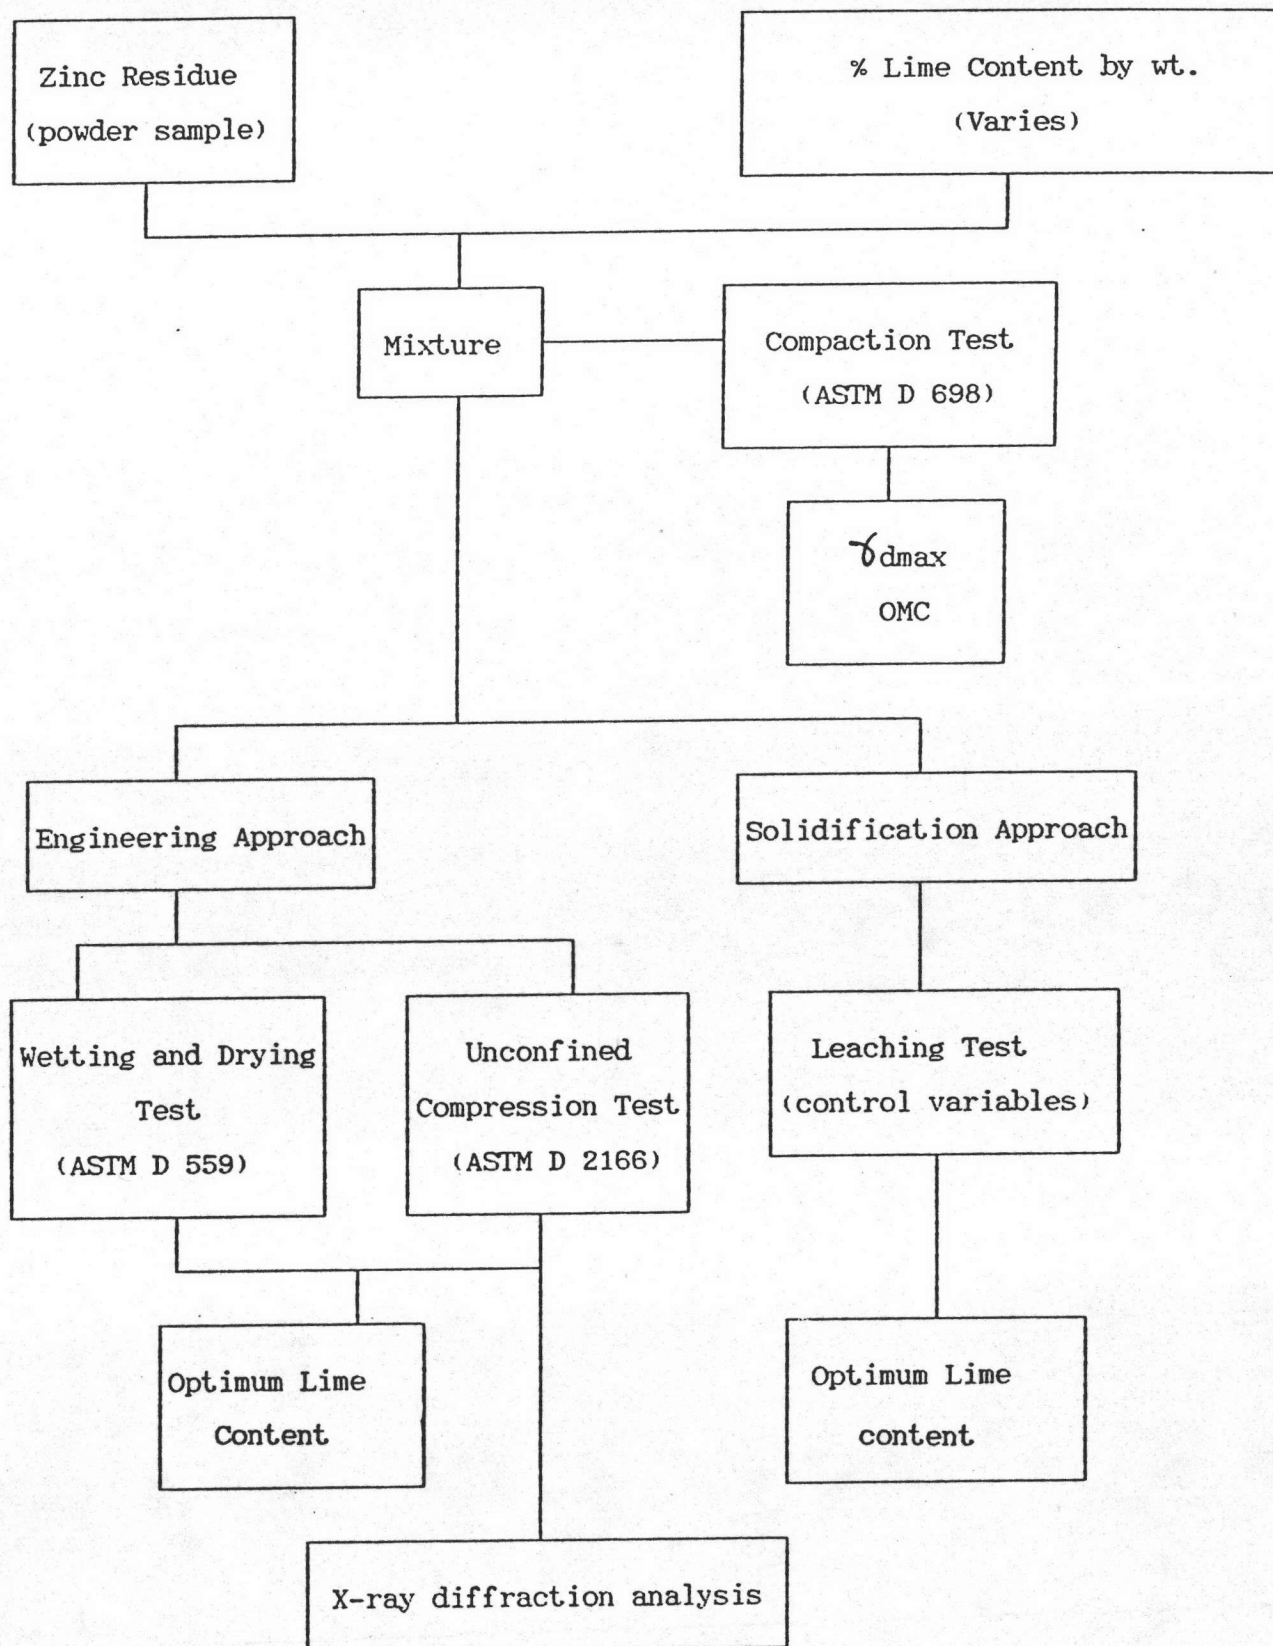 Zinc Residue
(powder sample)
% Lime Content by wt.
(Varies)
Mixture
Compaction Test
(ASTM D 698)
γdmax
OMC
Engineering Approach
Solidification Approach
Wetting and Drying
Test
(ASTM D 559)
Unconfined
Compression Test
(ASTM D 2166)
Leaching Test
(control variables)
Optimum Lime
Content
Optimum Lime
content
X-ray diffraction analysis